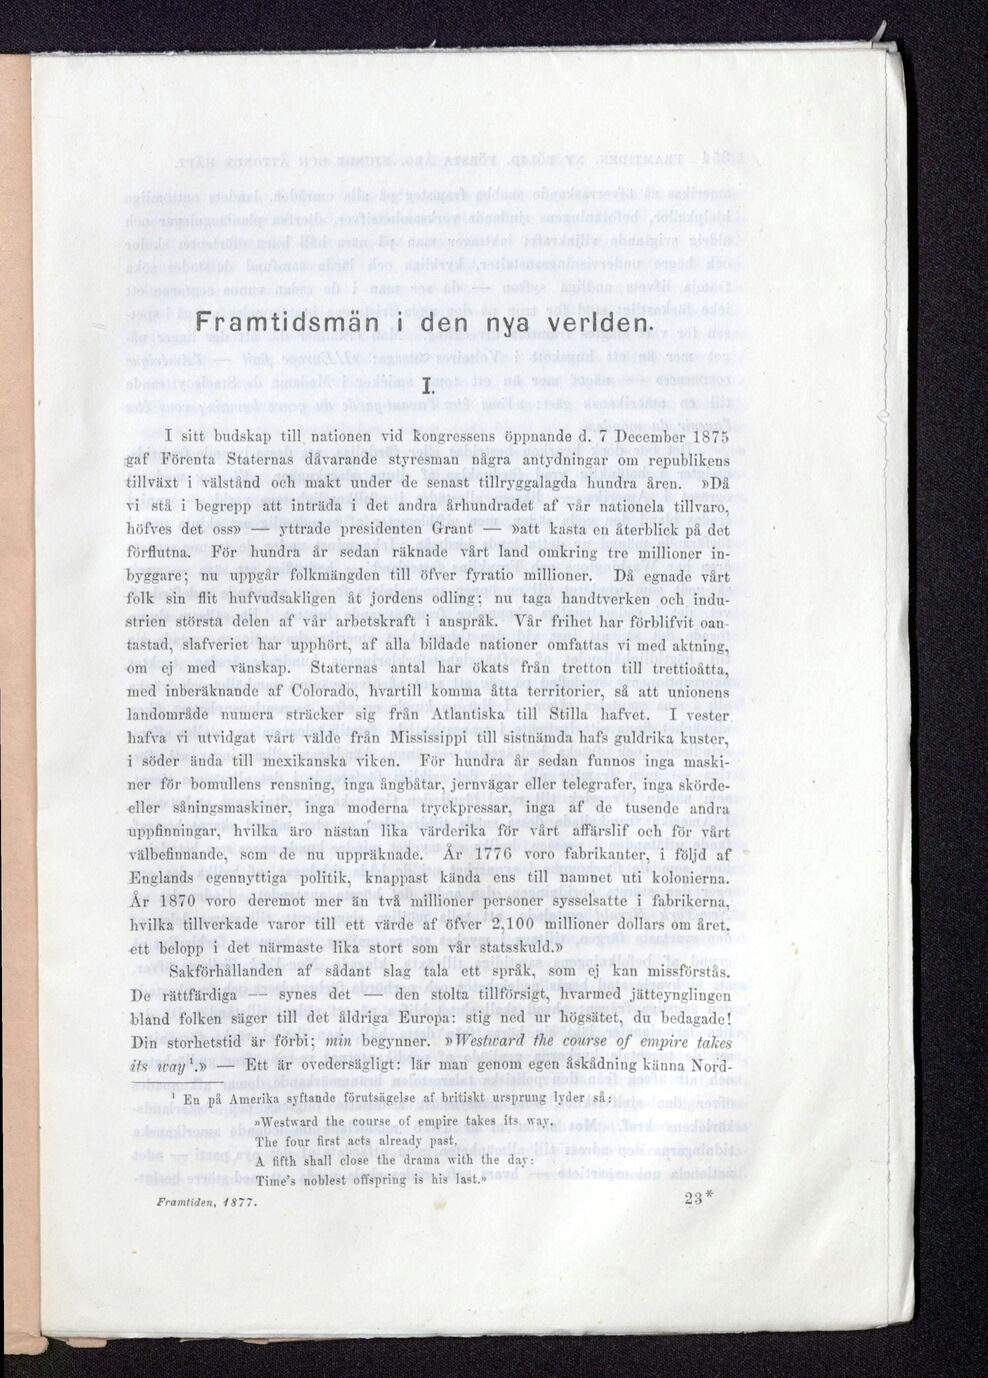 Framtidsmän i den nya verlden.
I.
I sitt budskap till nationen vid kongressens öppnande d. 7 December 1875
gaf Förenta Staternas dåvarande styresman några antydningar om republikens
tillväxt i välstånd och makt under de senast tillryggalagda hundra åren. »Då
vi stå i begrepp att inträda i det andra århundradet af vår nationela tillvaro,
höfves det oss» — yttrade presidenten Grant — »att kasta en återblick på det
förflutna. För hundra år sedan räknade vårt land omkring tre millioner in-
byggare; nu uppgår folkmängden till öfver fyratio millioner. Då egnade vårt
folk sin flit hufvudsakligen åt jordens odling; nu taga handtverken och indu-
strien största delen af vår arbetskraft i anspråk. Vår frihet har förblifvit oan-
tastad, slafveriet har upphört, af alla bildade nationer omfattas vi med aktning,
om ej med vänskap. Staternas antal har ökats från tretton till trettioåtta,
med inberäknande af Colorado, hvartill komma åtta territorier, så att unionens
landområde numera sträcker sig från Atlantiska till Stilla hafvet. I vester
hafva vi utvidgat vårt välde från Mississippi till sistnämda hafs guldrika kuster,
i söder ända till mexikanska viken. För hundra år sedan funnos inga maski-
ner för bomullens rensning, inga ångbåtar, jernvägar eller telegrafer, inga skörde-
eller såningsmaskiner, inga moderna tryckpressar, inga af de tusende andra
uppfinningar, hvilka äro nästan lika värderika för vårt affärslif och för vårt
välbefinnande, som de nu uppräknade. År 1776 voro fabrikanter, i följd af
Englands egennyttiga politik, knappast kända ens till namnet uti kolonierna.
År 1870 voro deremot mer än två millioner personer sysselsatte i fabrikerna,
hvilka tillverkade varor till ett värde af öfver 2,100 millioner dollars om året,
ett belopp i det närmaste lika stort som vår statsskuld.»
Sakförhållanden af sådant slag tala ett språk, som ej kan missförstås.
De rättfärdiga — synes det — den stolta tillförsigt, hvarmed jätteynglingen
bland folken säger till det åldriga Europa: stig ned ur högsätet, du bedagade!
Din storhetstid är förbi; min begynner. »Westward the course of empire takes
its way ¹.» — Ett är ovedersägligt: lär man genom egen åskådning känna Nord-
¹ En på Amerika syftande förutsägelse af britiskt ursprung lyder så:
»Westward the course of empire takes its way,
The four first acts already past,
A fifth shall close the drama with the day:
Time's noblest offspring is his last.»
Framtiden, 1877.
23*